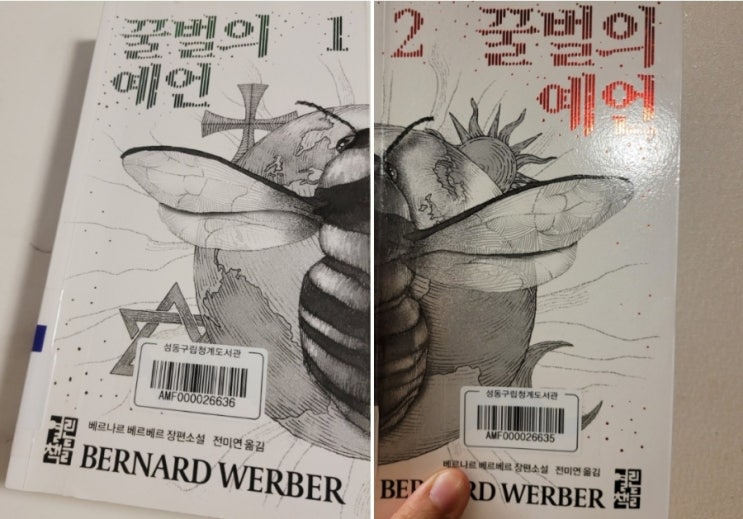 꿀벌의 1
예언
성동구립청계도서관
AMF000026636
베르나르 베르베르 장편소설 전미연 옮김
열린책들
BERNARD WERBER
2 꿀벌의
예언
성동구립청계도서관
AMF000026635
베르나르 베르베르 장편소설 전미연 옮김
BERNARD WERBER
열린책들